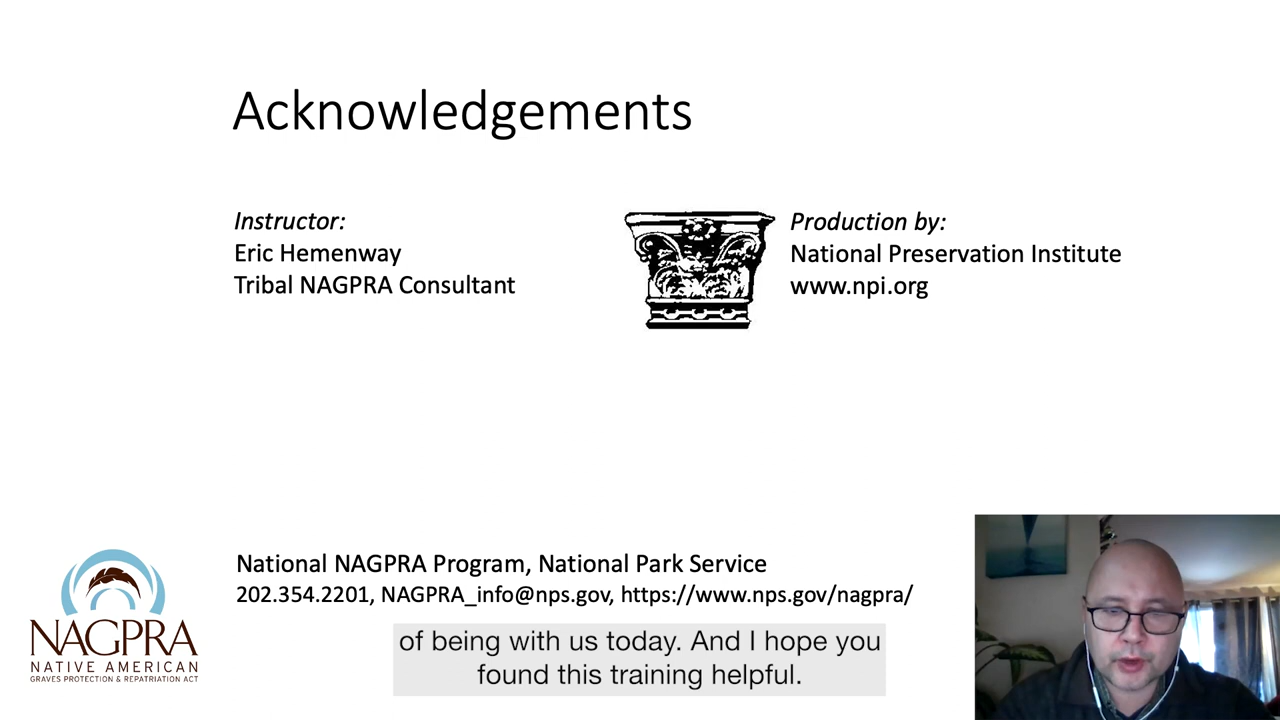 Acknowledgements
Instructor:
Eric Hemenway
Tribal NAGPRA Consultant
Production by:
National Preservation Institute
www.npi.org
National NAGPRA Program, National Park Service
202.354.2201, NAGPRA_info@nps.gov, https://www.nps.gov/nagpra/
NAGPRA
NATIVE AMERICAN
GRAVES PROTECTION & REPATRIATION ACT
of being with us today. And I hope you
found this training helpful.